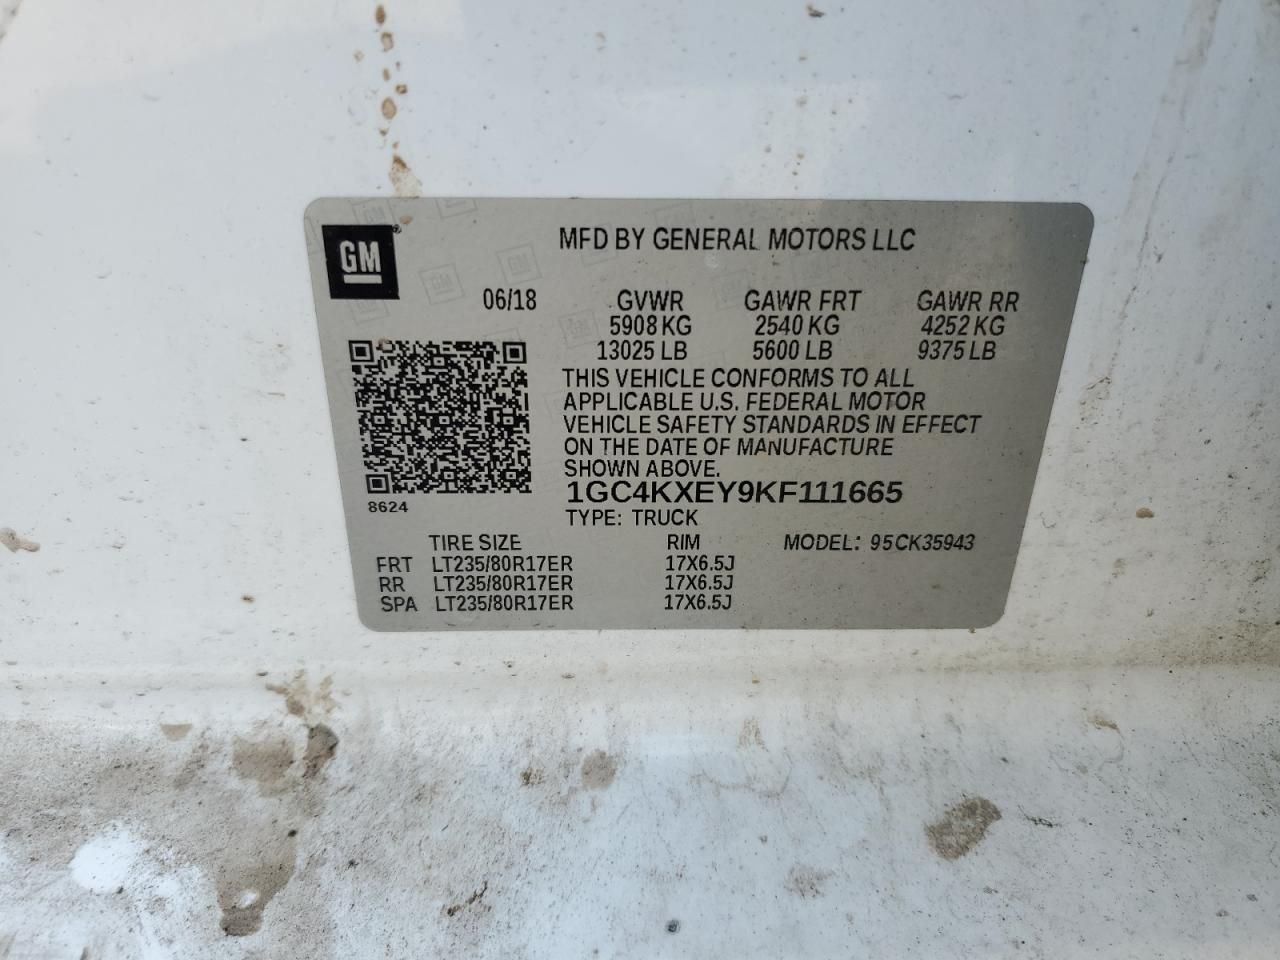 GM
MFD BY GENERAL MOTORS LLC
06/18 GVWR GAWR FRT GAWR RR
5908 KG 2540 KG 4252 KG
13025 LB 5600 LB 9375 LB
THIS VEHICLE CONFORMS TO ALL
APPLICABLE U.S. FEDERAL MOTOR
VEHICLE SAFETY STANDARDS IN EFFECT
ON THE DATE OF MANUFACTURE
SHOWN ABOVE.
1GC4KXEY9KF111665
8624
TYPE: TRUCK
TIRE SIZE RIM MODEL: 95CK35943
FRT LT235/80R17ER 17X6.5J
RR LT235/80R17ER 17X6.5J
SPA LT235/80R17ER 17X6.5J